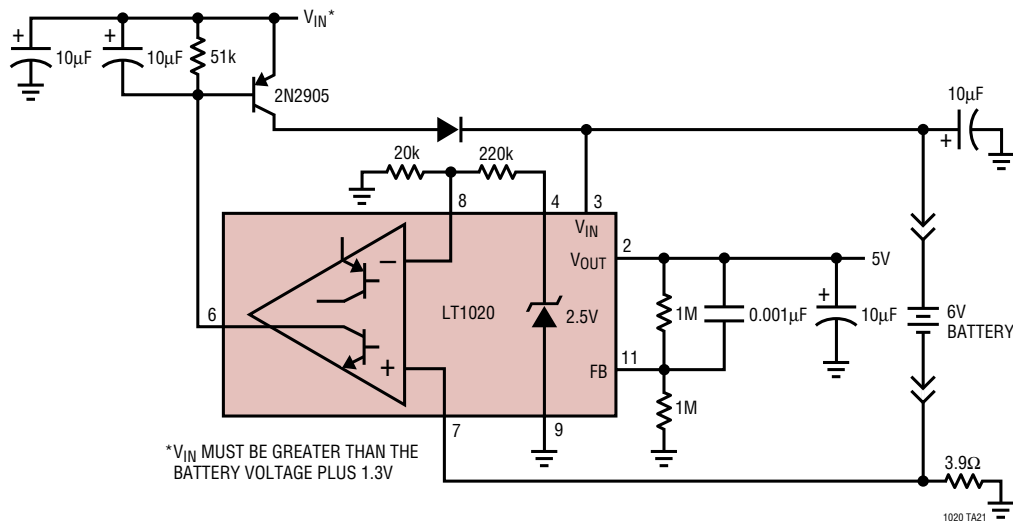 V_IN*
+
10µF
+
10µF
51k
2N2905
10µF
+
20k
220k
8
4
3
V_IN
2
V_OUT
5V
–
LT1020
2.5V
1M
0.001µF
+
10µF
6V
BATTERY
6
+
FB
11
1M
7
9
*V_IN MUST BE GREATER THAN THE
BATTERY VOLTAGE PLUS 1.3V
3.9Ω
1020 TA21